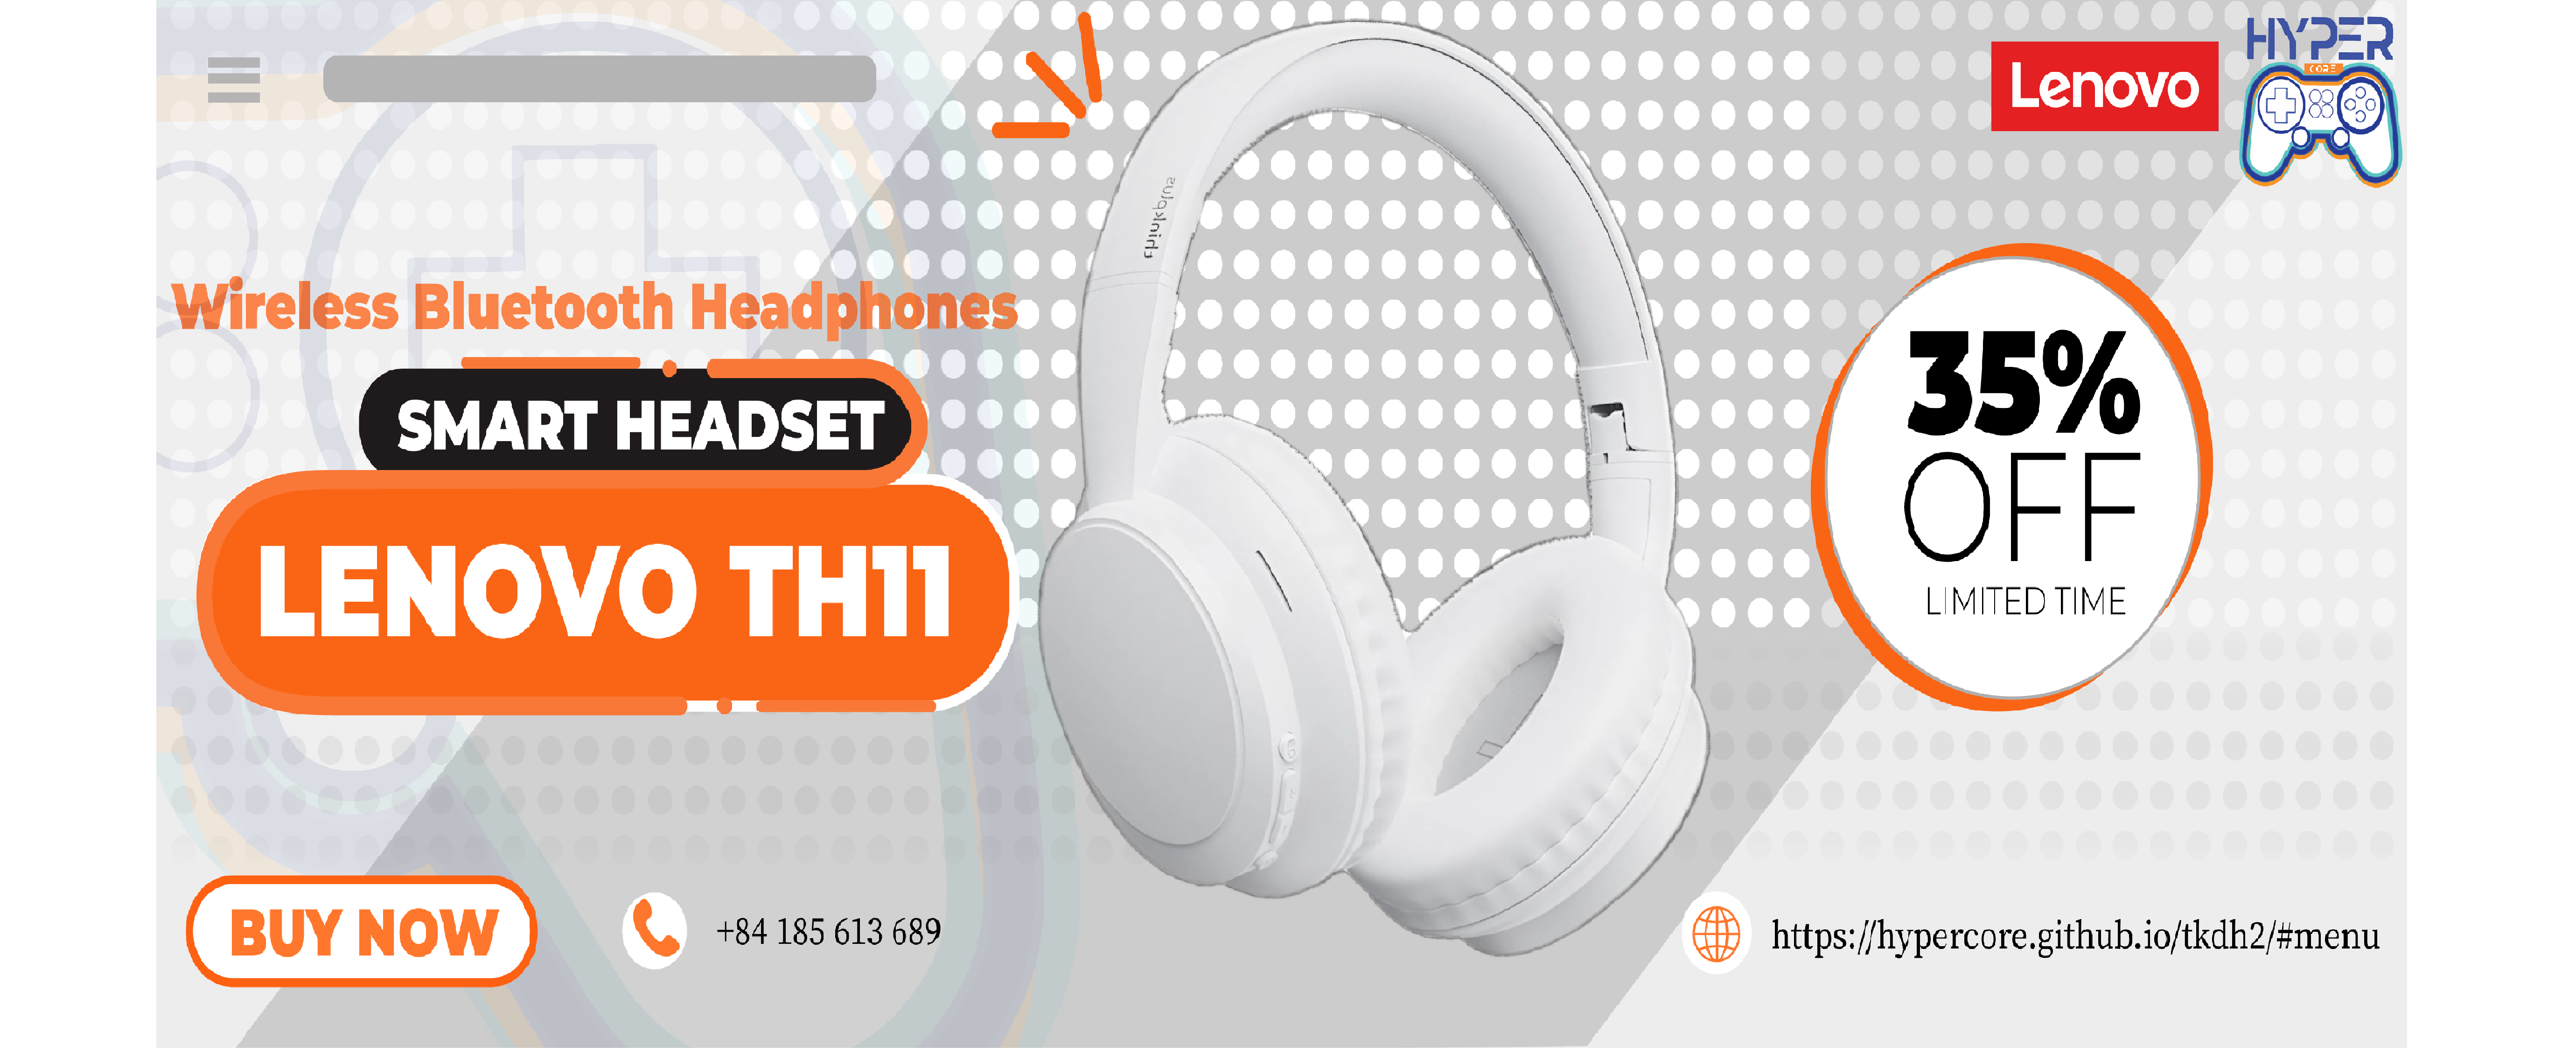 Lenovo
HYPER
CORE
thinkplus
Wireless Bluetooth Headphones
SMART HEADSET
LENOVO TH11
35%
OFF
LIMITED TIME
BUY NOW
+84 185 613 689
https://hypercore.github.io/tkdh2/#menu